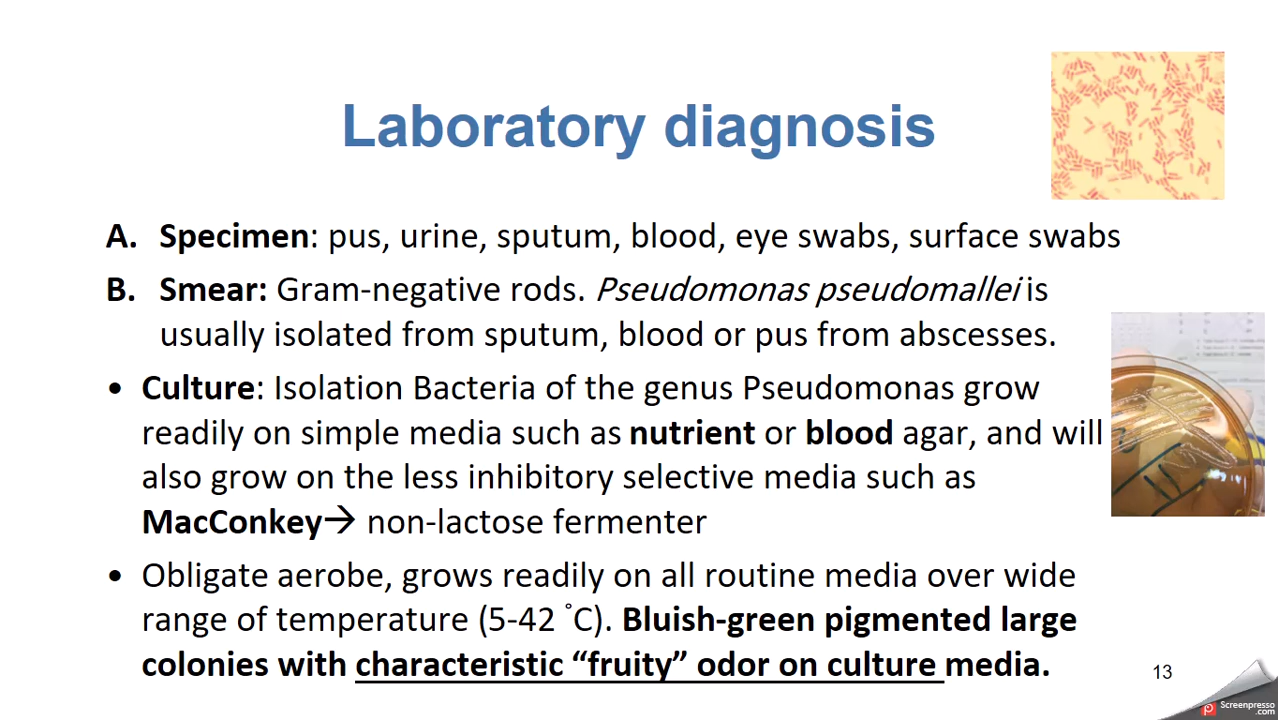 Laboratory diagnosis
A. Specimen: pus, urine, sputum, blood, eye swabs, surface swabs
B. Smear: Gram-negative rods. Pseudomonas pseudomallei is
usually isolated from sputum, blood or pus from abscesses.
• Culture: Isolation Bacteria of the genus Pseudomonas grow
readily on simple media such as nutrient or blood agar, and will
also grow on the less inhibitory selective media such as
MacConkey→ non-lactose fermenter
• Obligate aerobe, grows readily on all routine media over wide
range of temperature (5-42 °C). Bluish-green pigmented large
colonies with characteristic “fruity” odor on culture media.
13
Screenpresso
.com